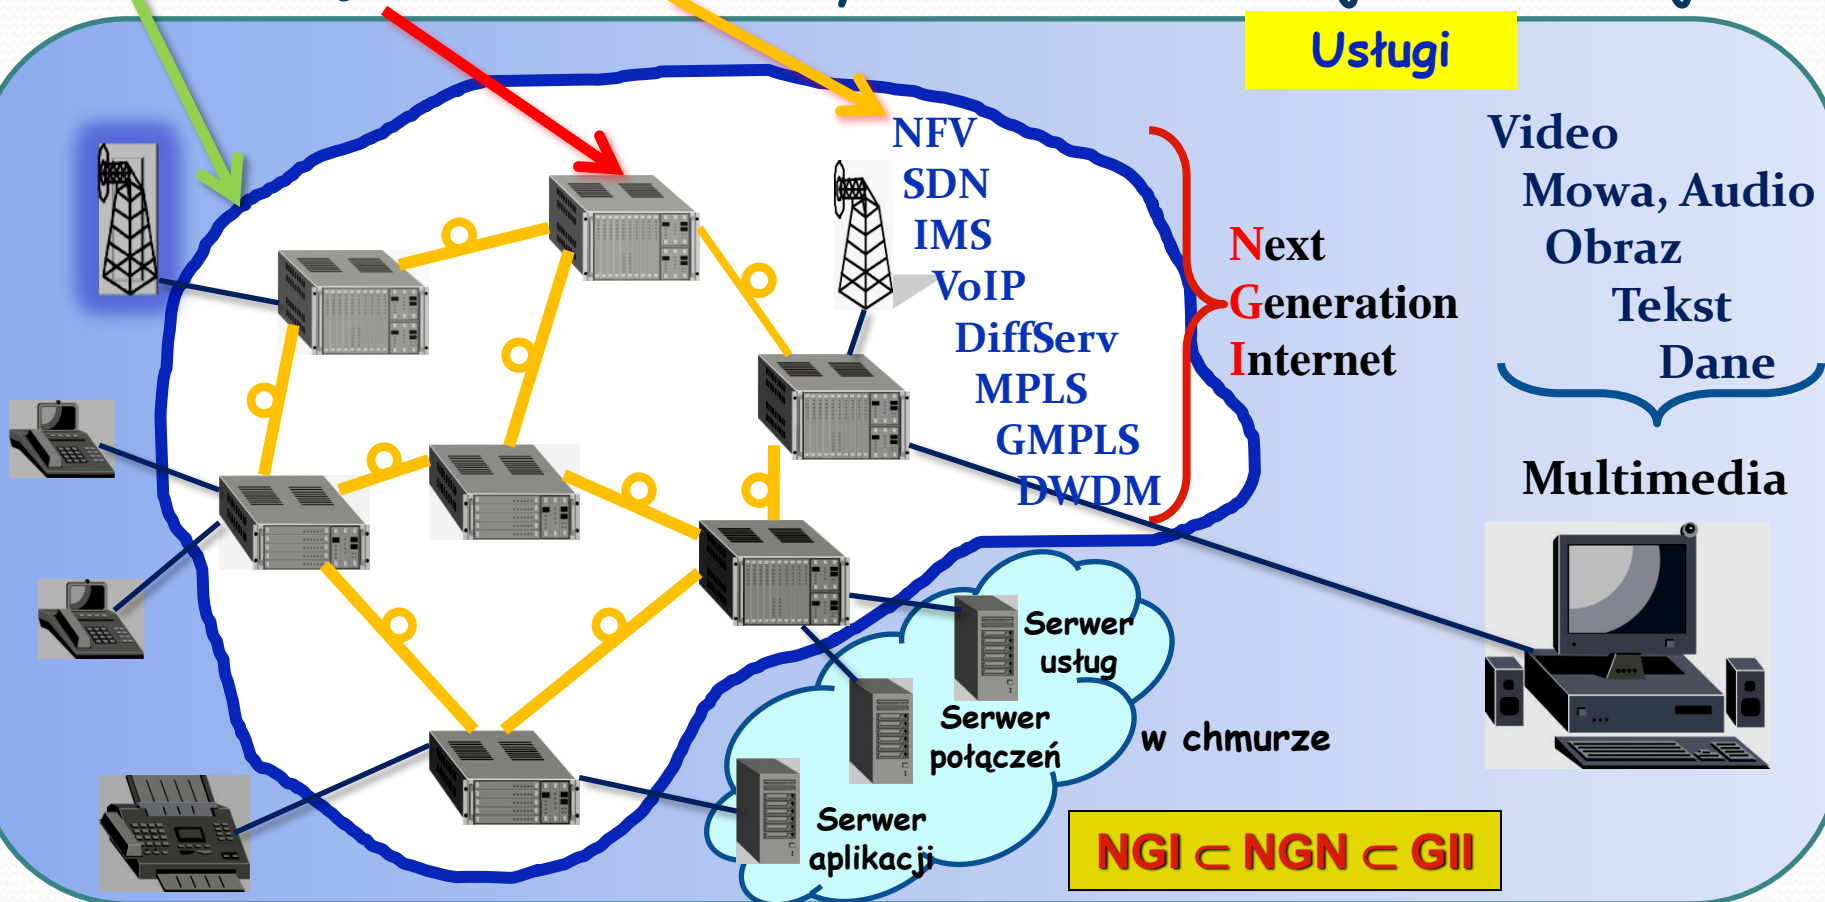 Usługi
NFV
SDN
IMS
VoIP
DiffServ
MPLS
GMPLS
DWDM
Next
Generation
Internet
Video
Mowa, Audio
Obraz
Tekst
Dane
Multimedia
Serwer
usług
Serwer
połączeń
Serwer
aplikacji
w chmurze
NGI ⊂ NGN ⊂ GII